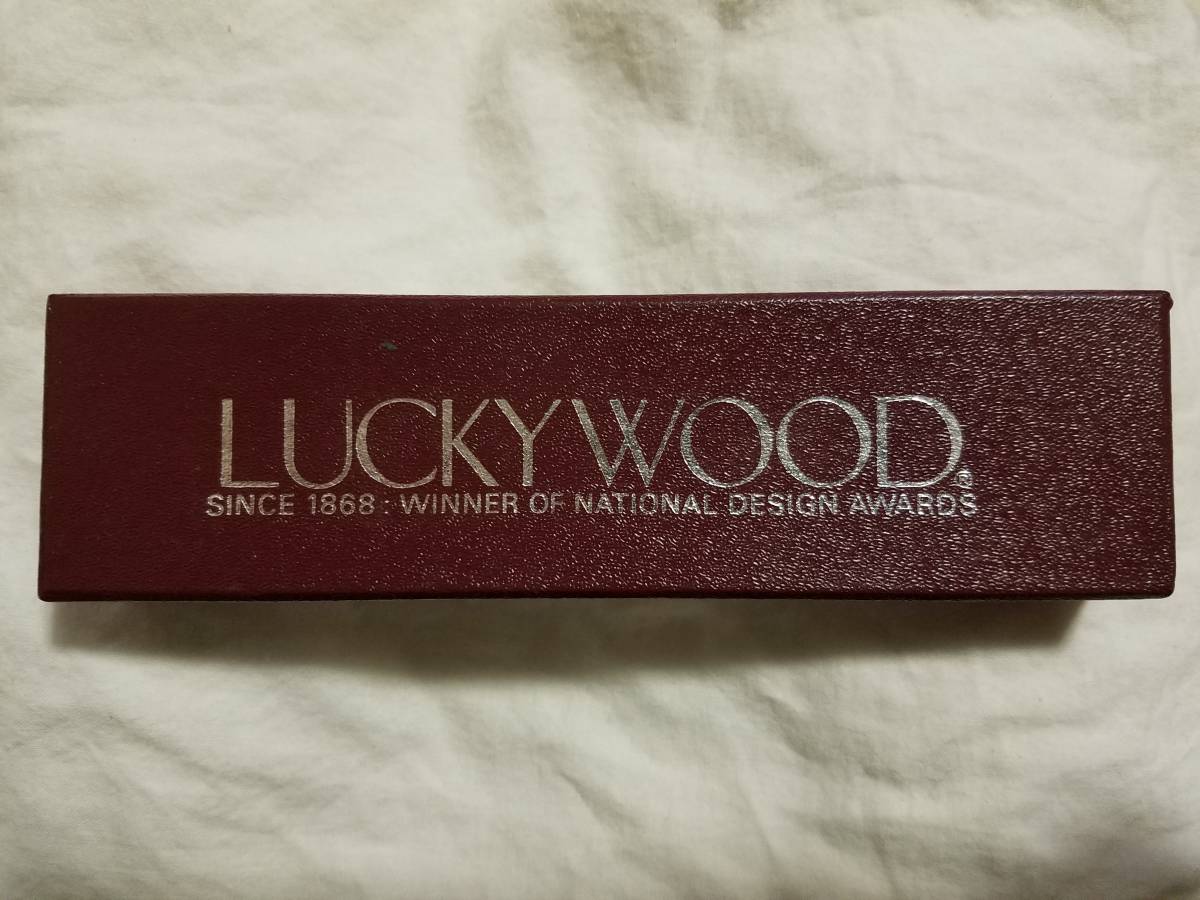 LUCKYWOOD®
SINCE 1868: WINNER OF NATIONAL DESIGN AWARDS